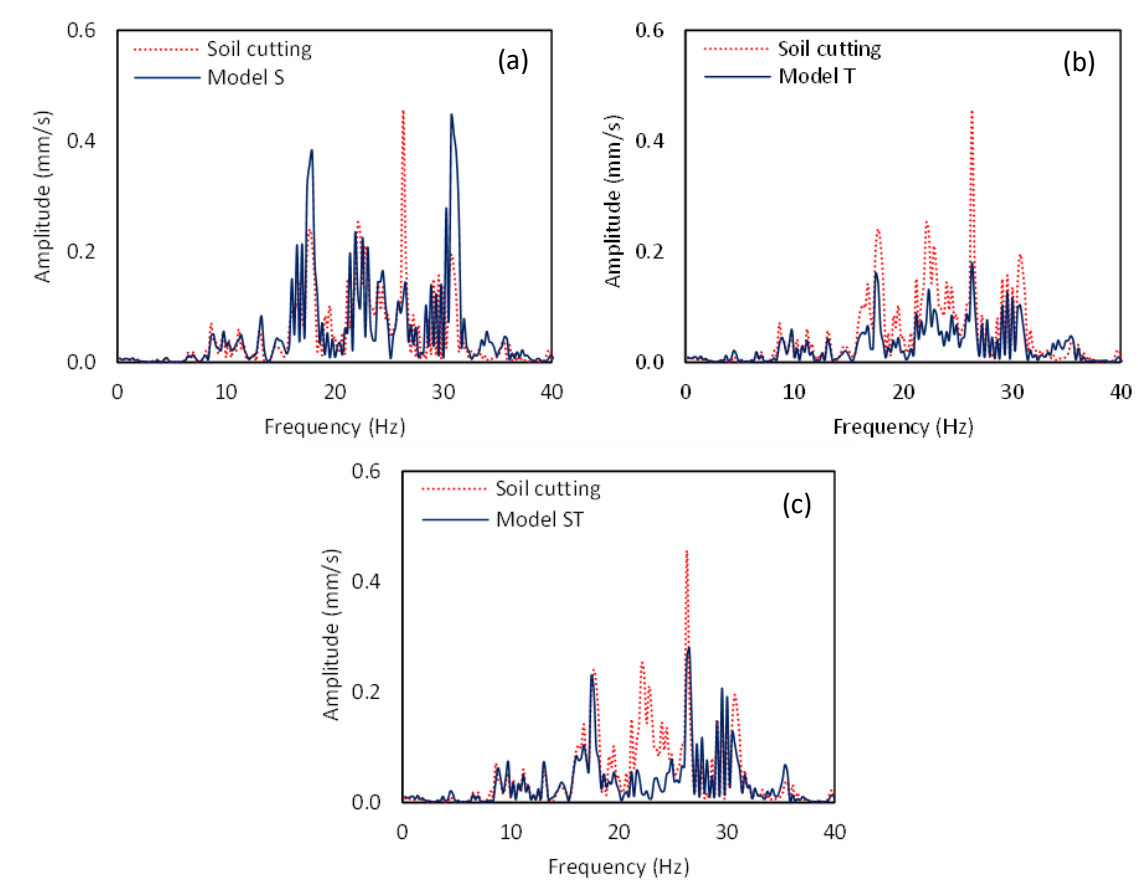 0.6
Soil cutting
Model S
(a)
0.4
0.2
0.0
Amplitude (mm/s)
0 10 20 30 40
Frequency (Hz)
0.6
Soil cutting
Model T
(b)
0.4
0.2
0.0
Amplitude (mm/s)
0 10 20 30 40
Frequency (Hz)
0.6
Soil cutting
Model ST
(c)
0.4
0.2
0.0
Amplitude (mm/s)
0 10 20 30 40
Frequency (Hz)